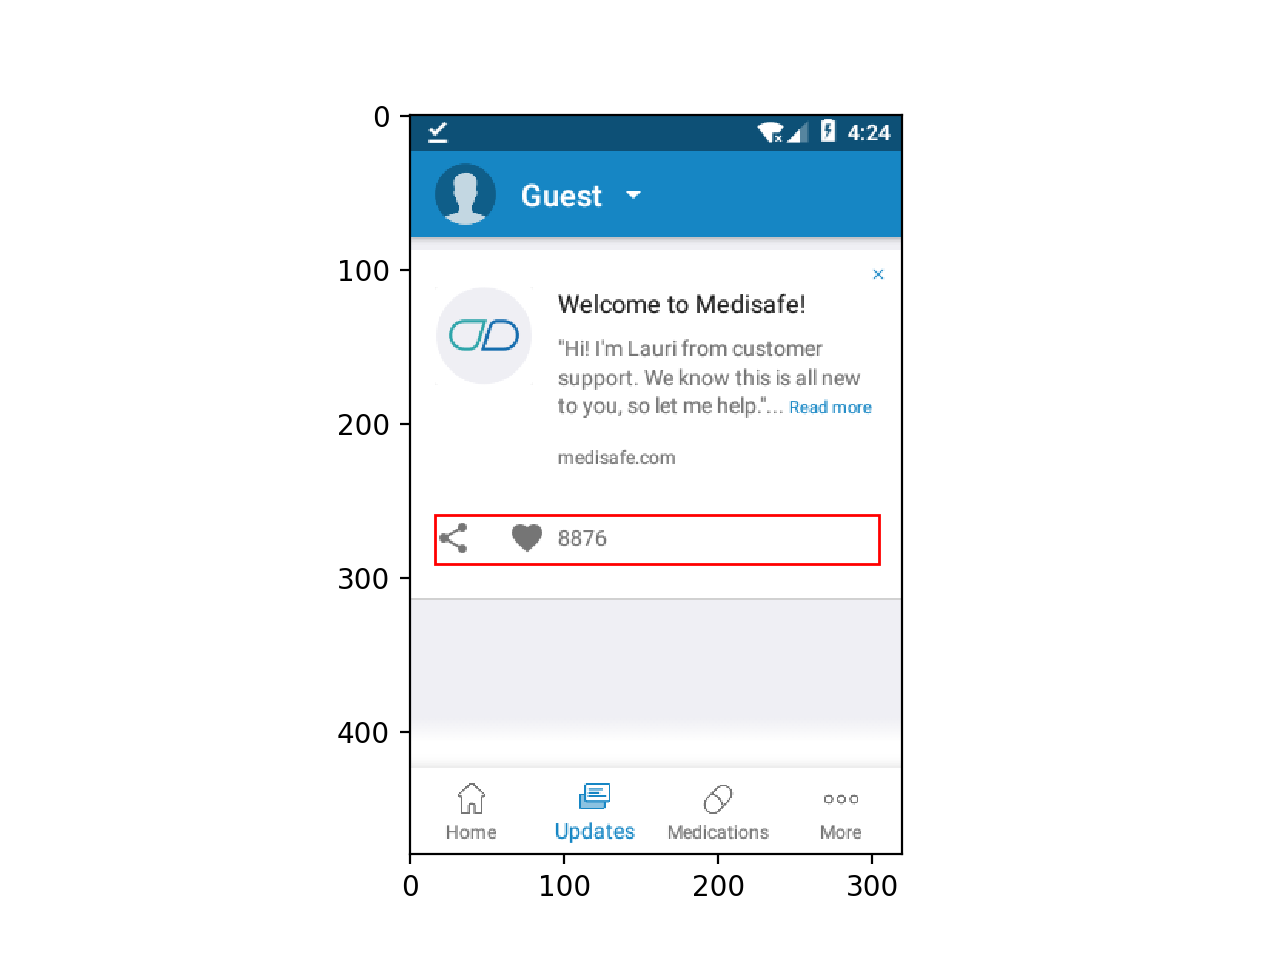 0
100
200
300
400
0
100
200
300
4:24
Guest
Welcome to Medisafe!
"Hi! I'm Lauri from customer
support. We know this is all new
to you, so let me help."... Read more
medisafe.com
8876
Home
Updates
Medications
More